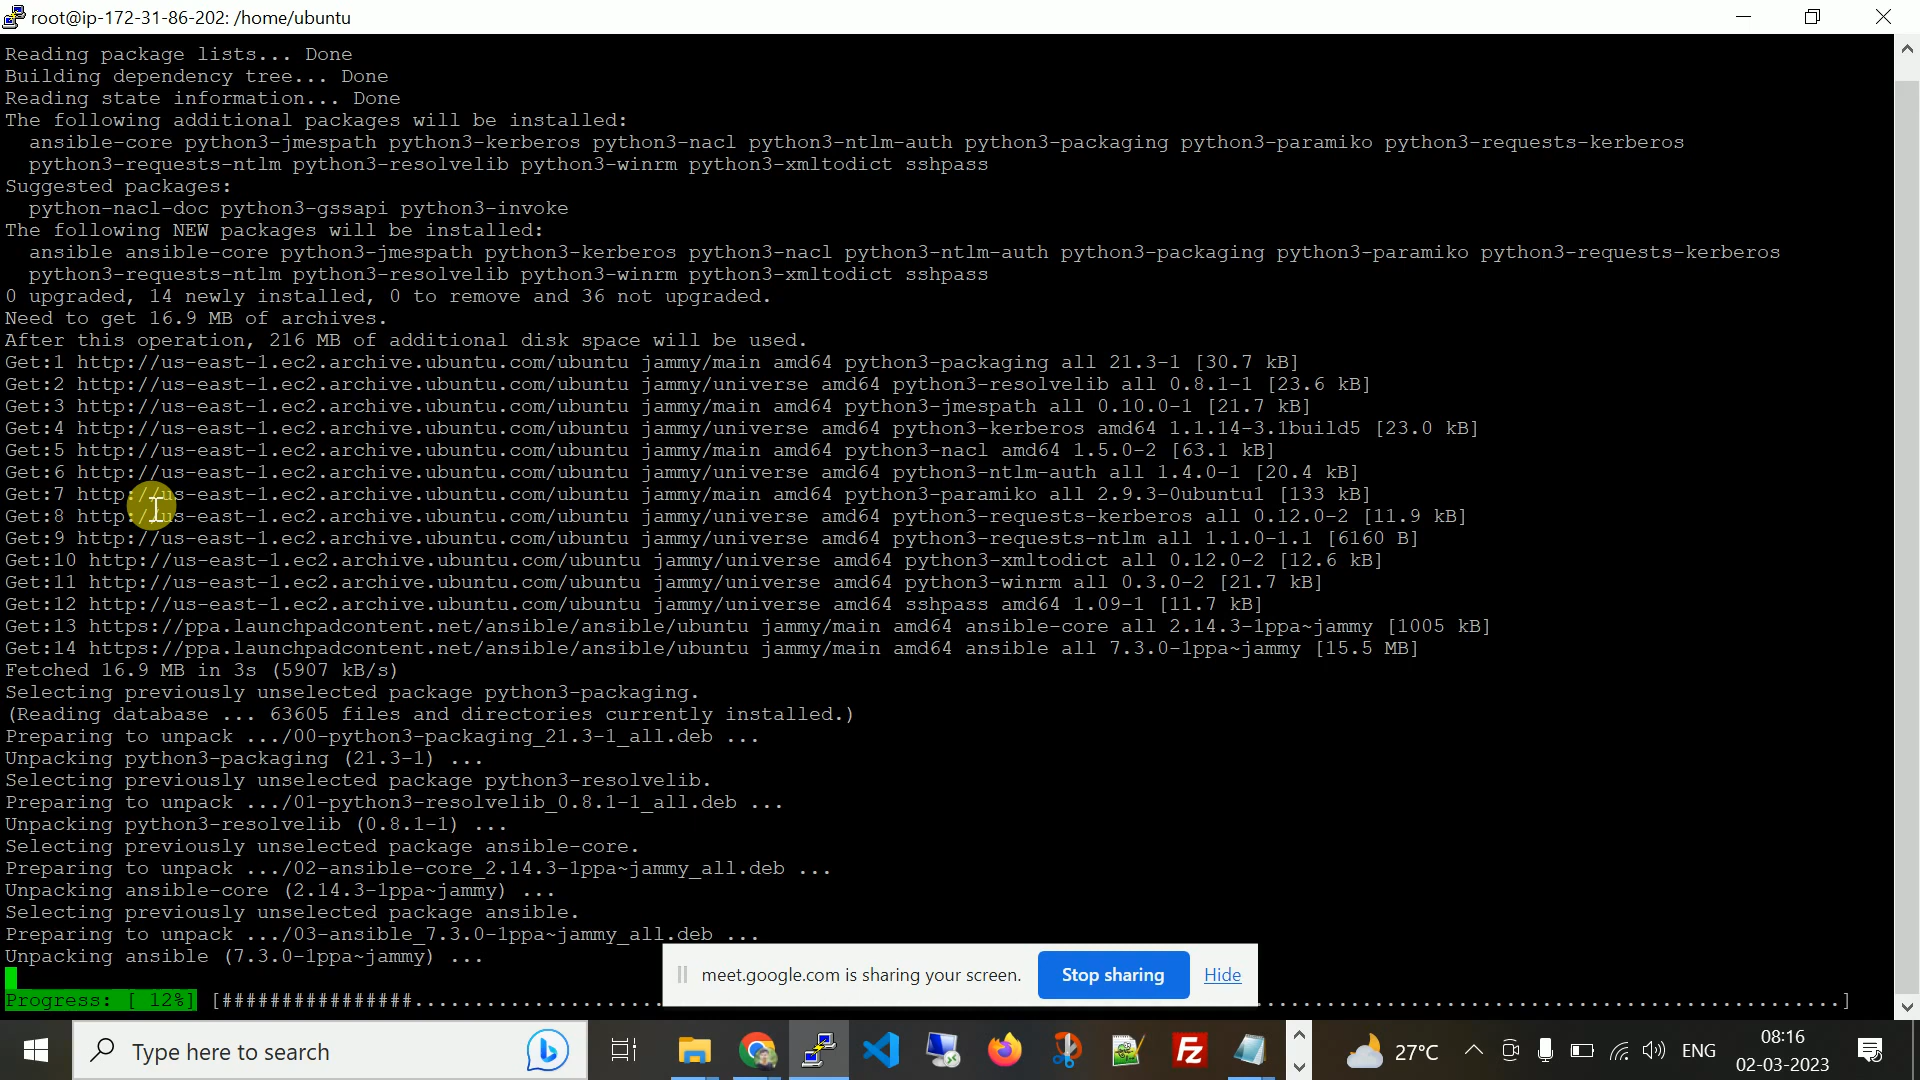 root@ip-172-31-86-202: /home/ubuntu
Reading package lists... Done
Building dependency tree... Done
Reading state information... Done
The following additional packages will be installed:
  ansible-core python3-jmespath python3-kerberos python3-nacl python3-ntlm-auth python3-packaging python3-paramiko python3-requests-kerberos
  python3-requests-ntlm python3-resolvelib python3-winrm python3-xmltodict sshpass
Suggested packages:
  python-nacl-doc python3-gssapi python3-invoke
The following NEW packages will be installed:
  ansible ansible-core python3-jmespath python3-kerberos python3-nacl python3-ntlm-auth python3-packaging python3-paramiko python3-requests-kerberos
  python3-requests-ntlm python3-resolvelib python3-winrm python3-xmltodict sshpass
0 upgraded, 14 newly installed, 0 to remove and 36 not upgraded.
Need to get 16.9 MB of archives.
After this operation, 216 MB of additional disk space will be used.
Get:1 http://us-east-1.ec2.archive.ubuntu.com/ubuntu jammy/main amd64 python3-packaging all 21.3-1 [30.7 kB]
Get:2 http://us-east-1.ec2.archive.ubuntu.com/ubuntu jammy/universe amd64 python3-resolvelib all 0.8.1-1 [23.6 kB]
Get:3 http://us-east-1.ec2.archive.ubuntu.com/ubuntu jammy/main amd64 python3-jmespath all 0.10.0-1 [21.7 kB]
Get:4 http://us-east-1.ec2.archive.ubuntu.com/ubuntu jammy/universe amd64 python3-kerberos amd64 1.1.14-3.1build5 [23.0 kB]
Get:5 http://us-east-1.ec2.archive.ubuntu.com/ubuntu jammy/main amd64 python3-nacl amd64 1.5.0-2 [63.1 kB]
Get:6 http://us-east-1.ec2.archive.ubuntu.com/ubuntu jammy/universe amd64 python3-ntlm-auth all 1.4.0-1 [20.4 kB]
Get:7 http://us-east-1.ec2.archive.ubuntu.com/ubuntu jammy/main amd64 python3-paramiko all 2.9.3-0ubuntu1 [133 kB]
Get:8 http://us-east-1.ec2.archive.ubuntu.com/ubuntu jammy/universe amd64 python3-requests-kerberos all 0.12.0-2 [11.9 kB]
Get:9 http://us-east-1.ec2.archive.ubuntu.com/ubuntu jammy/universe amd64 python3-requests-ntlm all 1.1.0-1.1 [6160 B]
Get:10 http://us-east-1.ec2.archive.ubuntu.com/ubuntu jammy/universe amd64 python3-xmltodict all 0.12.0-2 [12.6 kB]
Get:11 http://us-east-1.ec2.archive.ubuntu.com/ubuntu jammy/universe amd64 python3-winrm all 0.3.0-2 [21.7 kB]
Get:12 http://us-east-1.ec2.archive.ubuntu.com/ubuntu jammy/universe amd64 sshpass amd64 1.09-1 [11.7 kB]
Get:13 https://ppa.launchpadcontent.net/ansible/ansible/ubuntu jammy/main amd64 ansible-core all 2.14.3-1ppa~jammy [1005 kB]
Get:14 https://ppa.launchpadcontent.net/ansible/ansible/ubuntu jammy/main amd64 ansible all 7.3.0-1ppa~jammy [15.5 MB]
Fetched 16.9 MB in 3s (5907 kB/s)
Selecting previously unselected package python3-packaging.
(Reading database ... 63605 files and directories currently installed.)
Preparing to unpack .../00-python3-packaging_21.3-1_all.deb ...
Unpacking python3-packaging (21.3-1) ...
Selecting previously unselected package python3-resolvelib.
Preparing to unpack .../01-python3-resolvelib_0.8.1-1_all.deb ...
Unpacking python3-resolvelib (0.8.1-1) ...
Selecting previously unselected package ansible-core.
Preparing to unpack .../02-ansible-core_2.14.3-1ppa~jammy_all.deb ...
Unpacking ansible-core (2.14.3-1ppa~jammy) ...
Selecting previously unselected package ansible.
Preparing to unpack .../03-ansible_7.3.0-1ppa~jammy_all.deb ...
Unpacking ansible (7.3.0-1ppa~jammy) ...
meet.google.com is sharing your screen. Stop sharing Hide
Progress: [ 12%] [################.....................................................................]
Type here to search
27°C ENG 08:16
02-03-2023